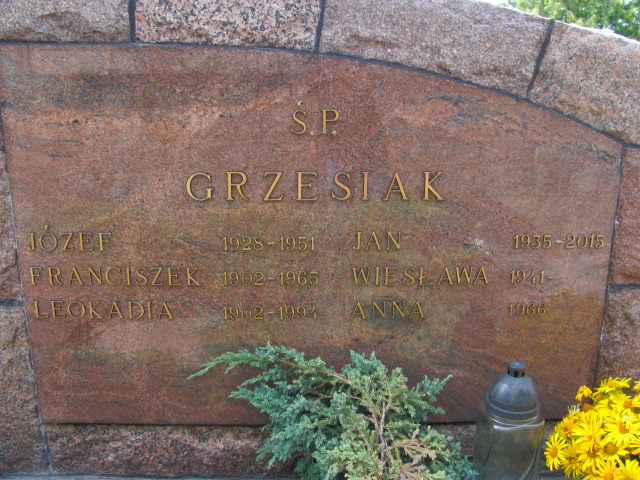 Ś.P.
GRZESIAK
JÓZEF 1928-1951 JAN 1935-2015
FRANCISZEK 1902-1965 WIESŁAWA 1941-
LEOKADIA 1902-1994 ANNA 1966